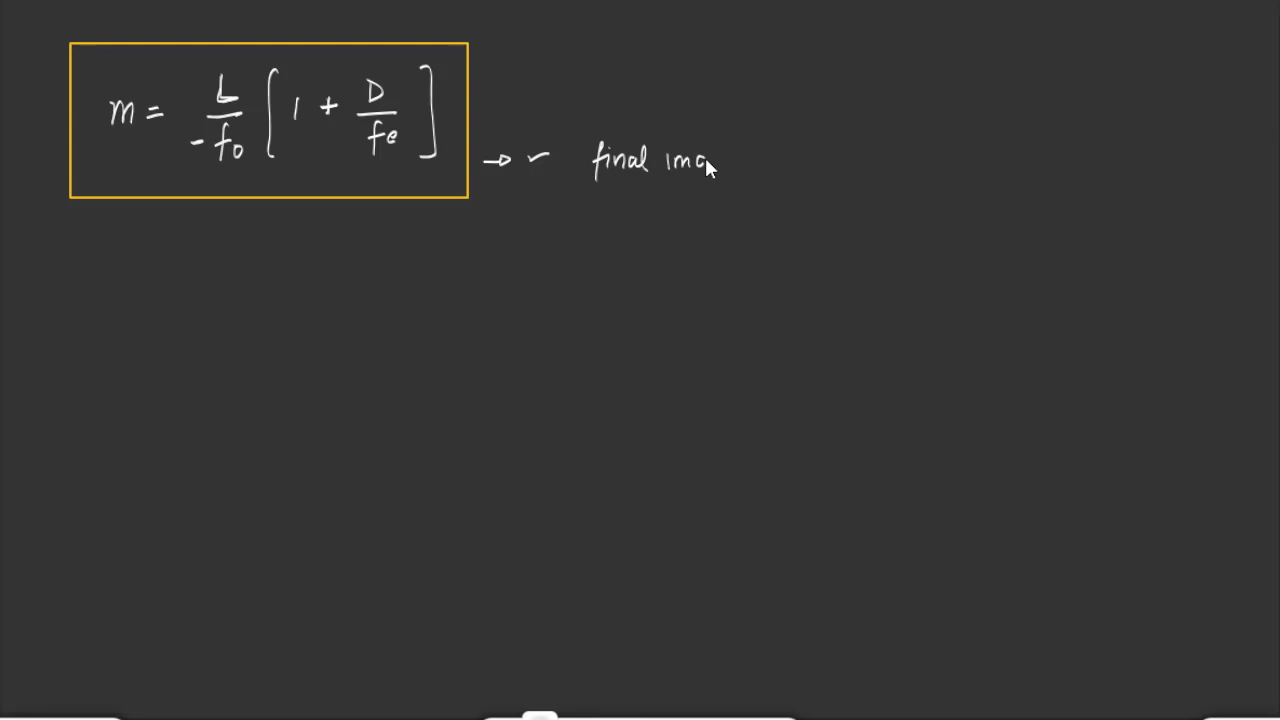 m = L/-fo [1 + D/fe]
→ ✓ final ima